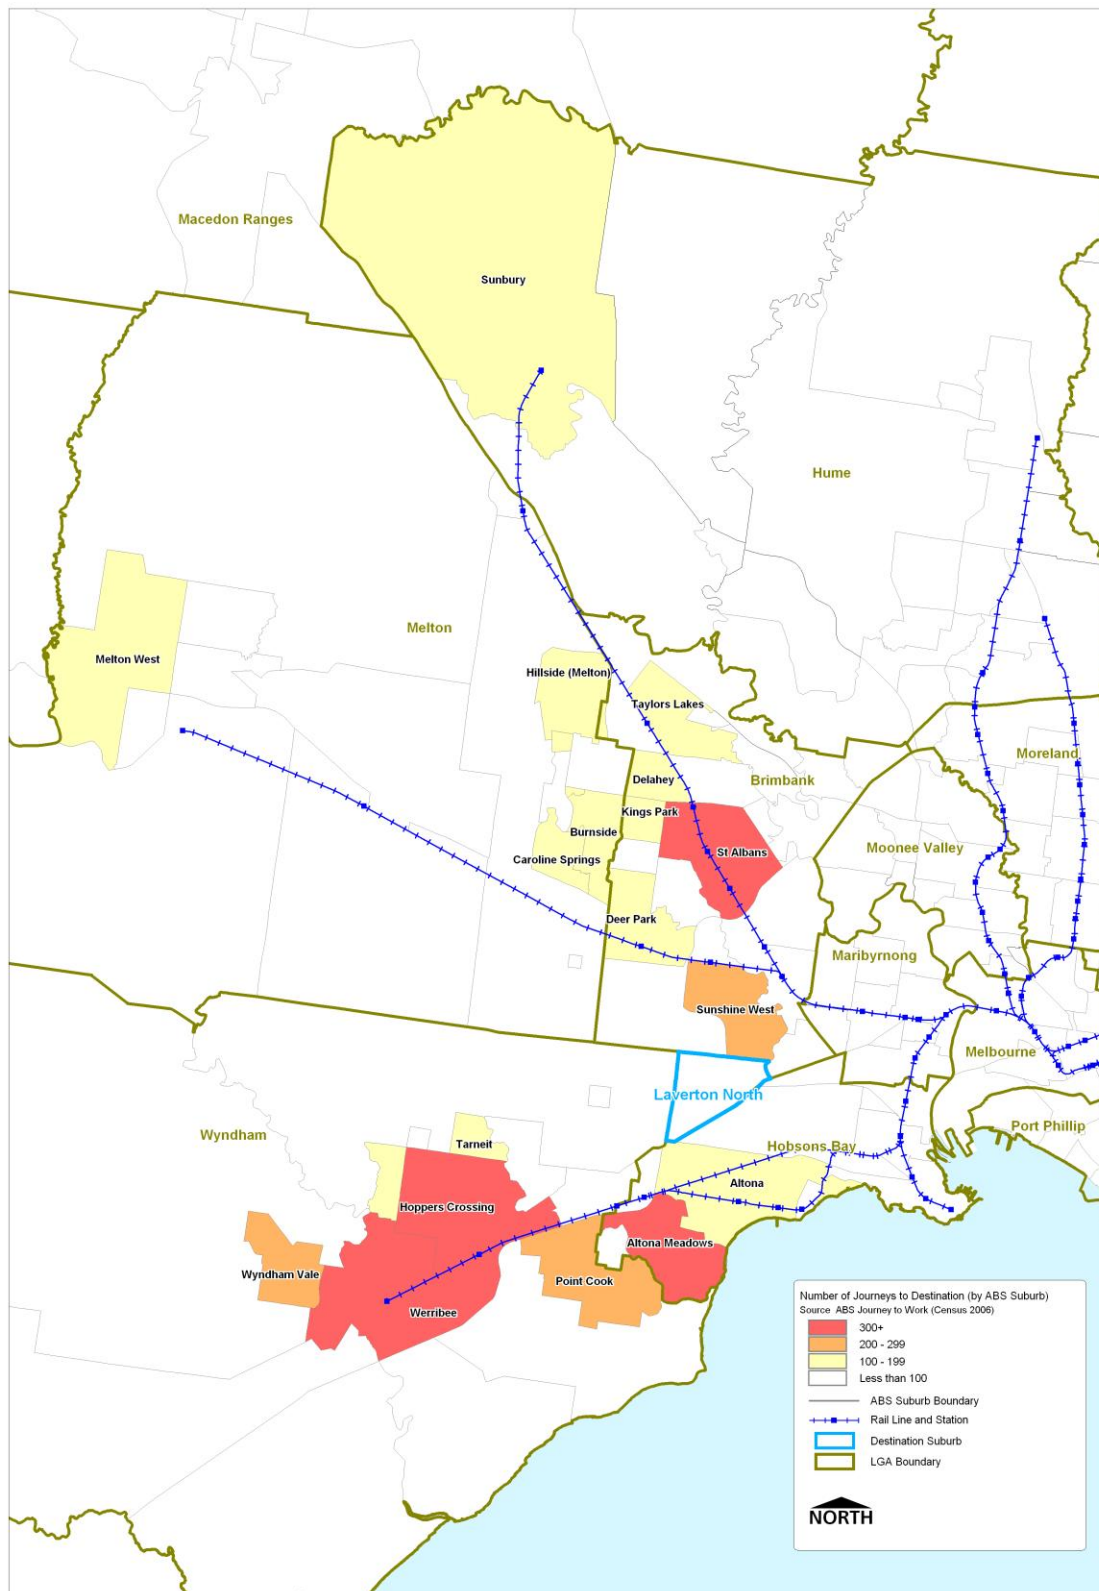 Macedon Ranges
Sunbury
Hume
Melton
Melton West
Hillside (Melton)
Taylors Lakes
Moreland
Delahey
Brimbank
Kings Park
Burnside
St Albans
Moonee Valley
Caroline Springs
Deer Park
Maribyrnong
Sunshine West
Melbourne
Laverton North
Port Phillip
Wyndham
Tarneit
Hobsons Bay
Altona
Hoppers Crossing
Altona Meadows
Wyndham Vale
Point Cook
Werribee
Number of Journeys to Destination (by ABS Suburb)
Source ABS Journey to Work (Census 2006)
300+
200 - 299
100 - 199
Less than 100
ABS Suburb Boundary
Rail Line and Station
Destination Suburb
LGA Boundary
NORTH